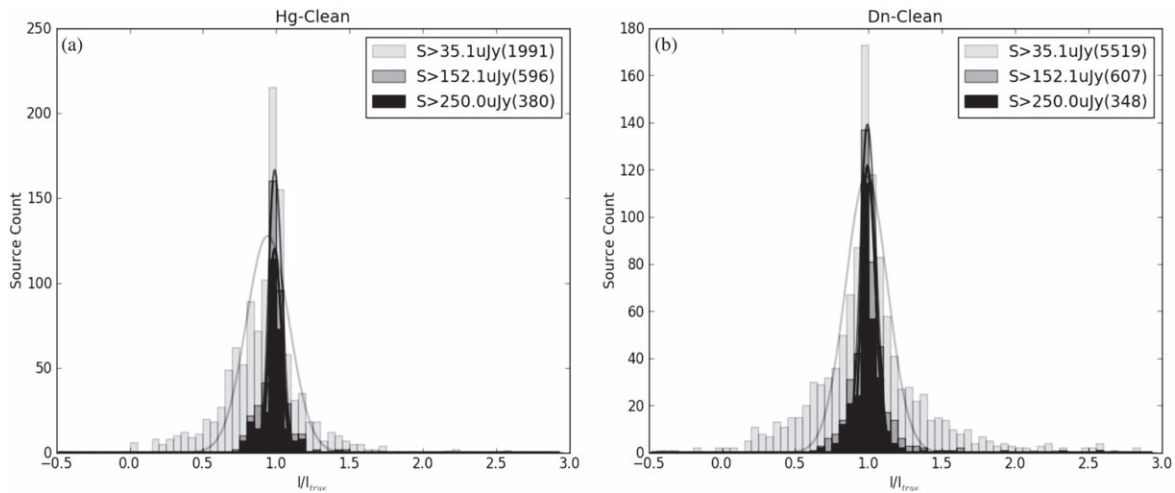 Hg-Clean
(a)
S>35.1uJy(1991)
S>152.1uJy(596)
S>250.0uJy(380)
250
200
150
100
50
0
Source Count
−0.5 0.0 0.5 1.0 1.5 2.0 2.5 3.0
I/I_true
Dn-Clean
(b)
S>35.1uJy(5519)
S>152.1uJy(607)
S>250.0uJy(348)
180
160
140
120
100
80
60
40
20
0
Source Count
−0.5 0.0 0.5 1.0 1.5 2.0 2.5 3.0
I/I_true